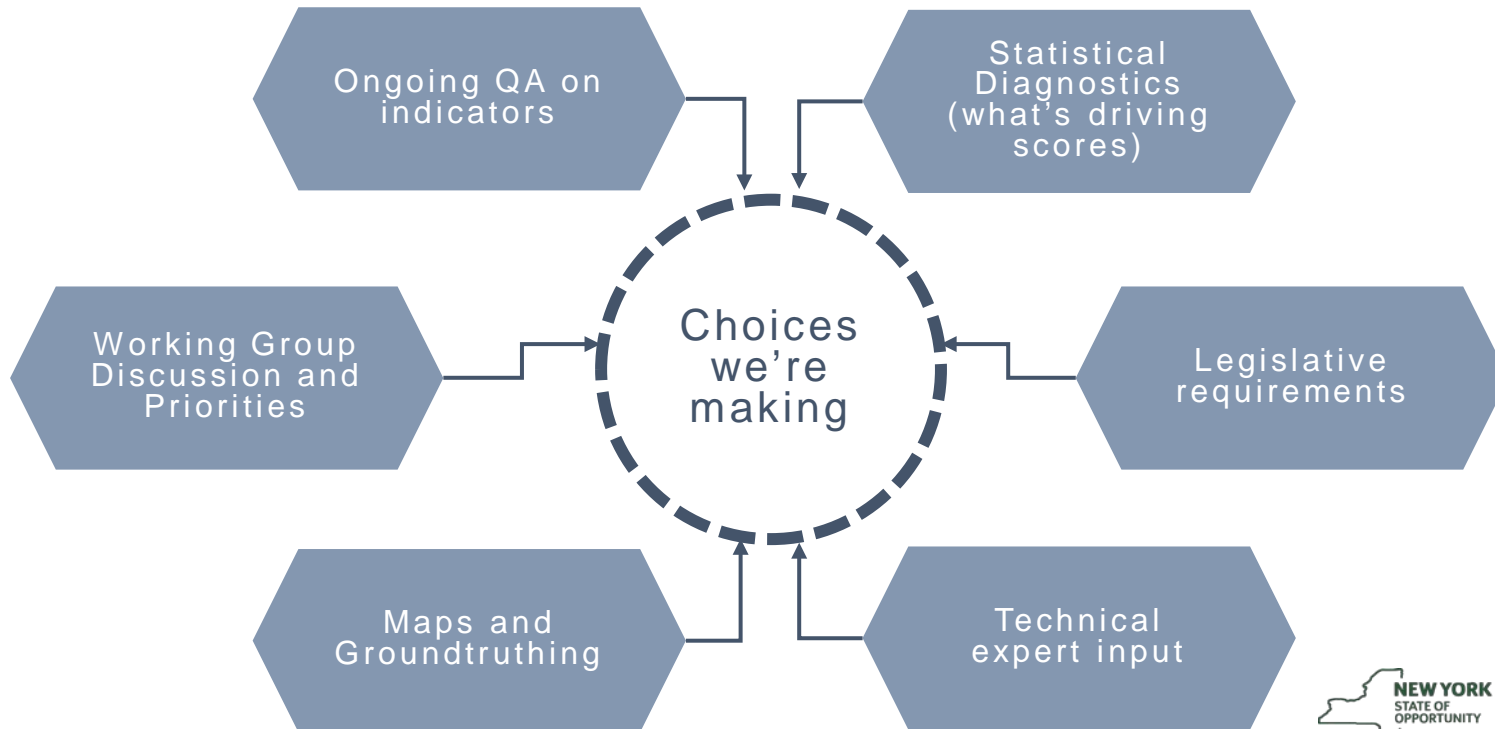 Ongoing QA on
indicators
Statistical
Diagnostics
(what's driving
scores)
Working Group
Discussion and
Priorities
Choices
we're
making
Legislative
requirements
Maps and
Groundtruthing
Technical
expert input
NEW YORK
STATE OF
OPPORTUNITY